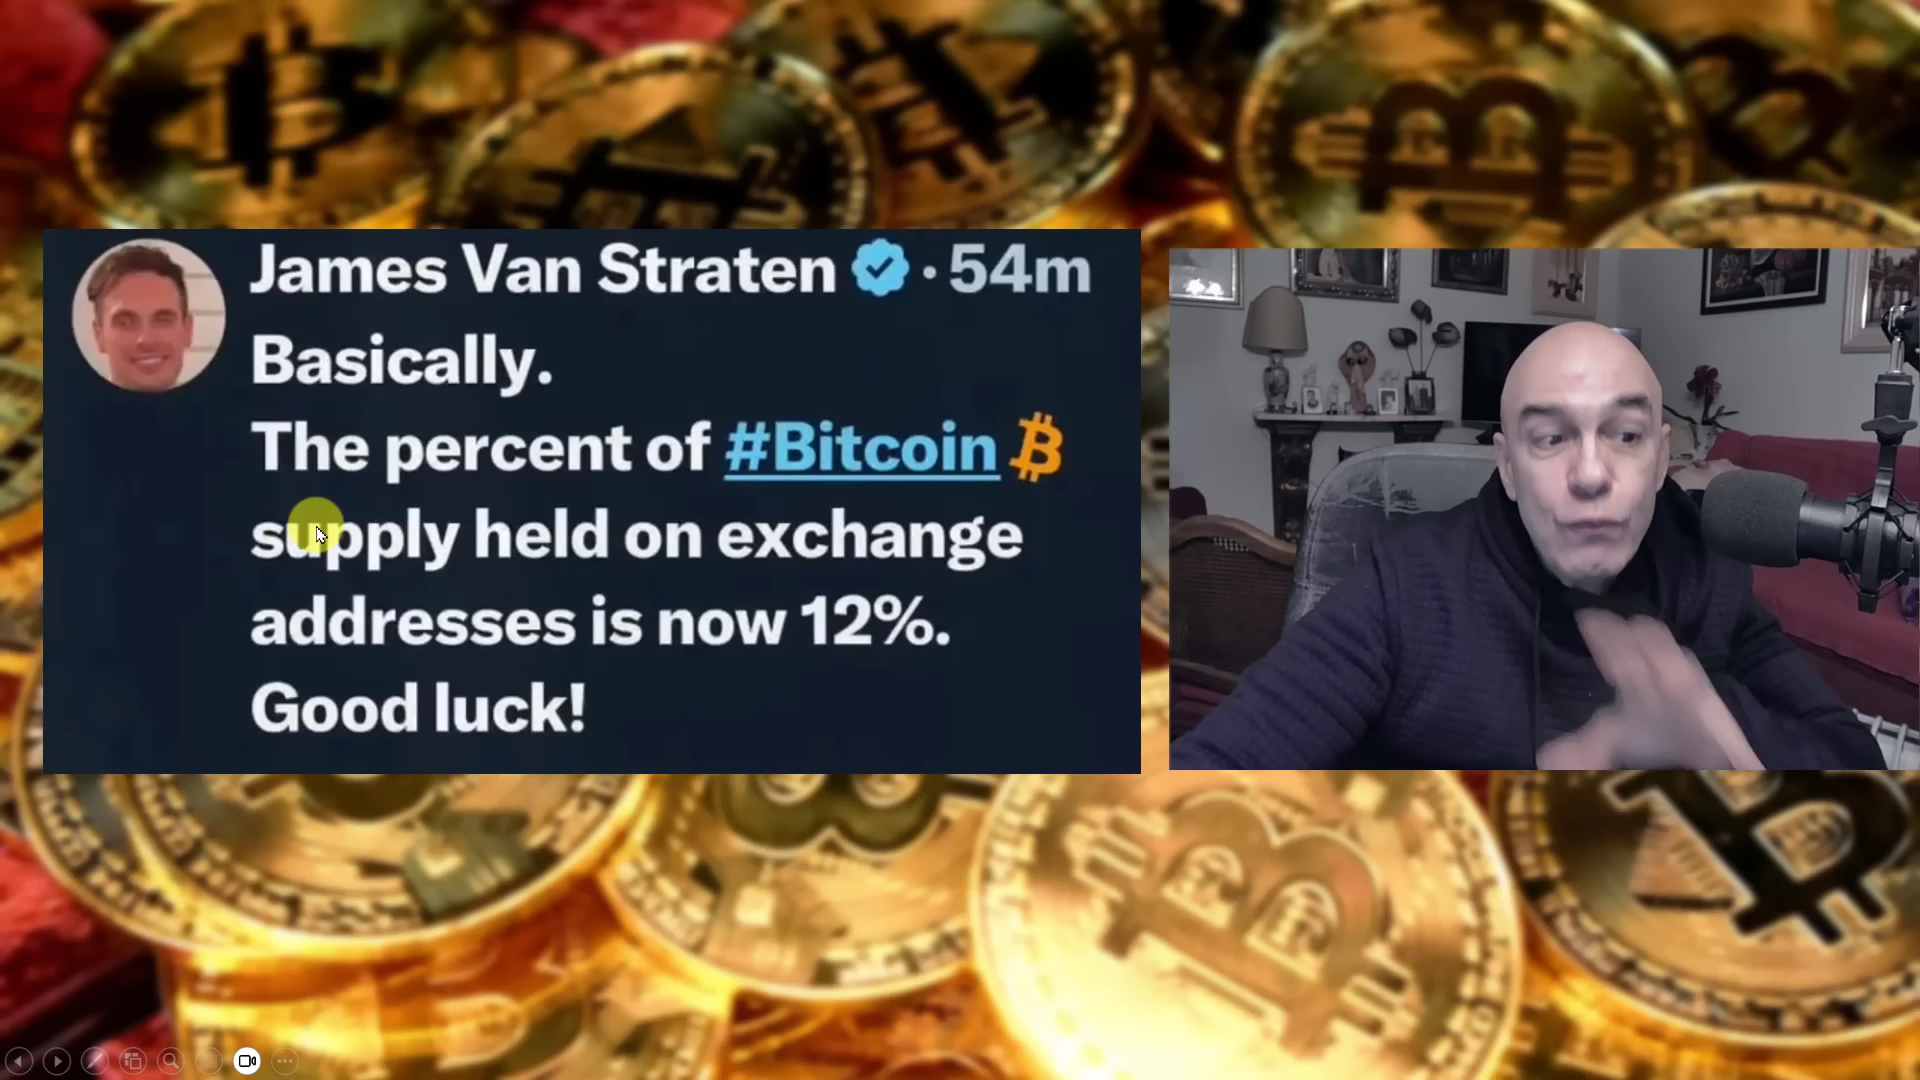 James Van Straten · 54m
Basically.
The percent of #Bitcoin
supply held on exchange
addresses is now 12%.
Good luck!